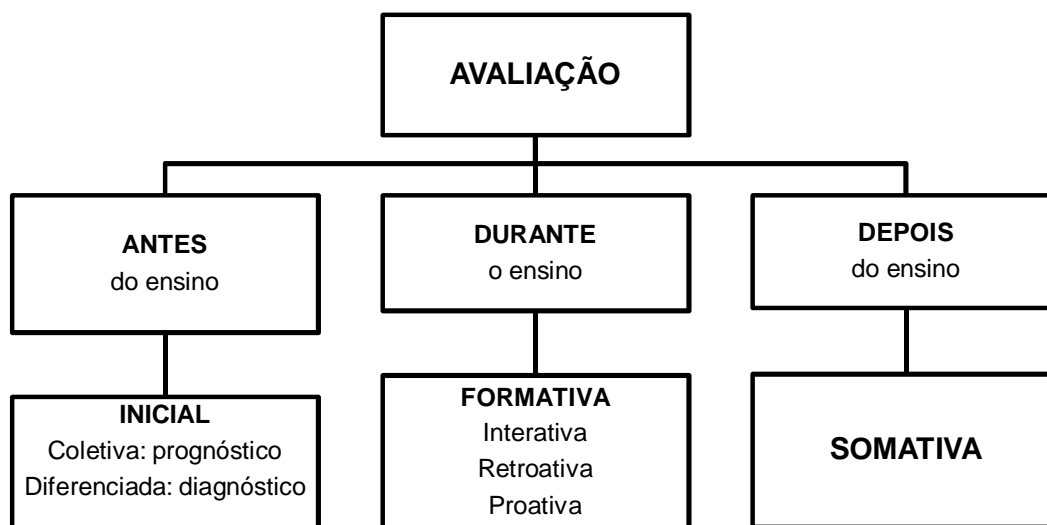 AVALIAÇÃO
ANTES
do ensino
DURANTE
o ensino
DEPOIS
do ensino
INICIAL
Coletiva: prognóstico
Diferenciada: diagnóstico
FORMATIVA
Interativa
Retroativa
Proativa
SOMATIVA